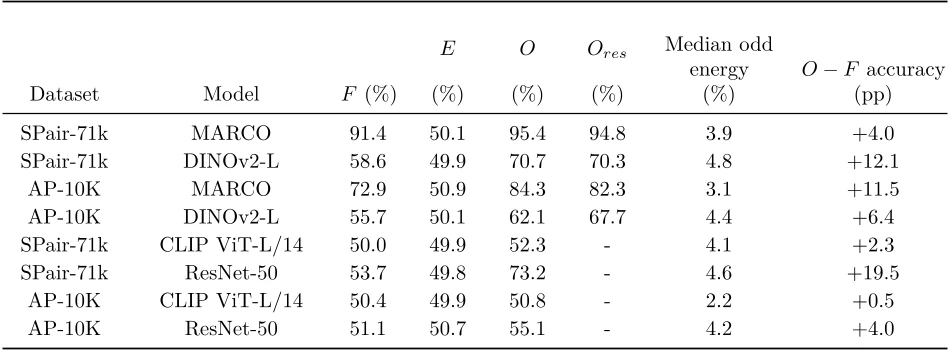 Dataset Model F (%) E (%) O (%) O_res (%) Median odd energy (%) O − F accuracy (pp)
SPair-71k MARCO 91.4 50.1 95.4 94.8 3.9 +4.0
SPair-71k DINOv2-L 58.6 49.9 70.7 70.3 4.8 +12.1
AP-10K MARCO 72.9 50.9 84.3 82.3 3.1 +11.5
AP-10K DINOv2-L 55.7 50.1 62.1 67.7 4.4 +6.4
SPair-71k CLIP ViT-L/14 50.0 49.9 52.3 - 4.1 +2.3
SPair-71k ResNet-50 53.7 49.8 73.2 - 4.6 +19.5
AP-10K CLIP ViT-L/14 50.4 49.9 50.8 - 2.2 +0.5
AP-10K ResNet-50 51.1 50.7 55.1 - 4.2 +4.0